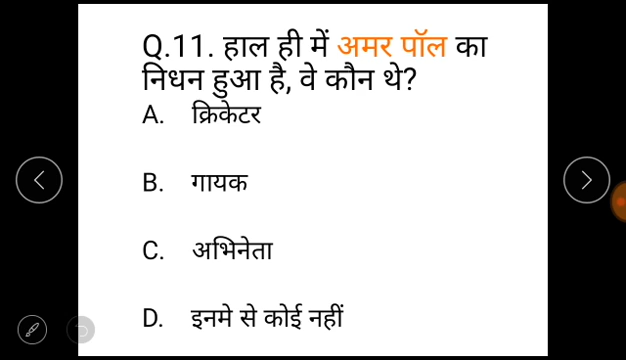 Q.11. हाल ही में अमर पॉल का
निधन हुआ है, वे कौन थे?
A. क्रिकेटर
B. गायक
C. अभिनेता
D. इनमे से कोई नहीं